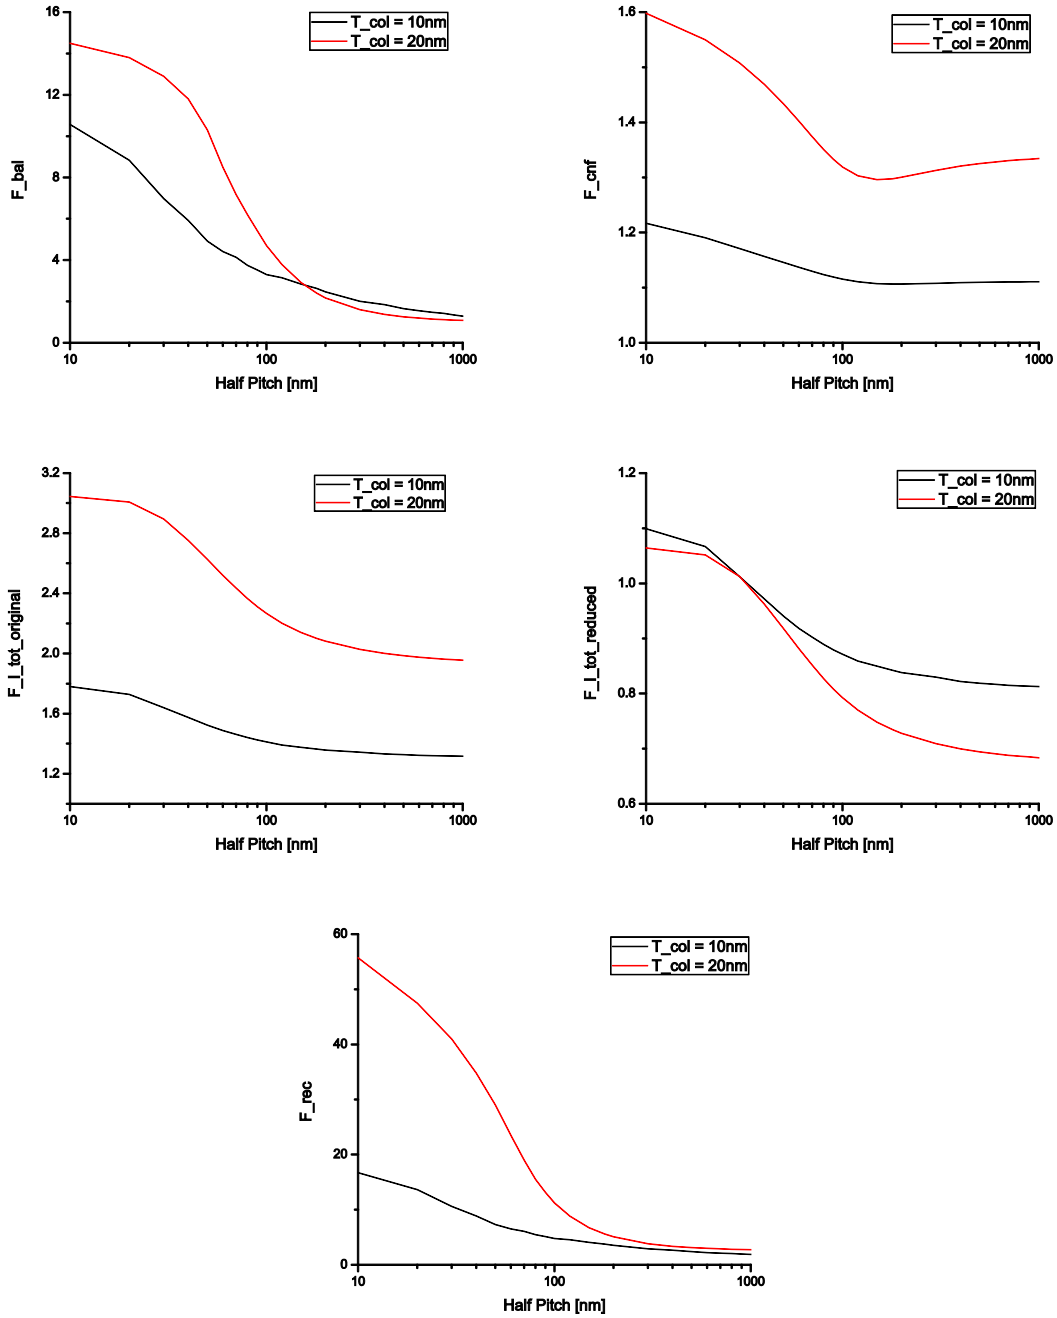 T_col = 10nm
T_col = 20nm
16
12
8
4
0
F_bal
10
100
1000
Half Pitch [nm]
T_col = 10nm
T_col = 20nm
1.6
1.4
1.2
1.0
F_cnf
10
100
1000
Half Pitch [nm]
T_col = 10nm
T_col = 20nm
3.2
2.8
2.4
2.0
1.6
1.2
F_I_tot_original
10
100
1000
Half Pitch [nm]
T_col = 10nm
T_col = 20nm
1.2
1.0
0.8
0.6
F_I_tot_reduced
10
100
1000
Half Pitch [nm]
T_col = 10nm
T_col = 20nm
60
40
20
0
F_rec
10
100
1000
Half Pitch [nm]